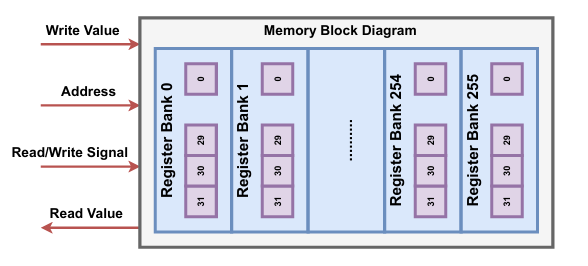 Memory Block Diagram
Write Value
Address
Read/Write Signal
Read Value
Register Bank 0
0
29
30
31
Register Bank 1
0
29
30
31
..........
Register Bank 254
0
29
30
31
Register Bank 255
0
29
30
31